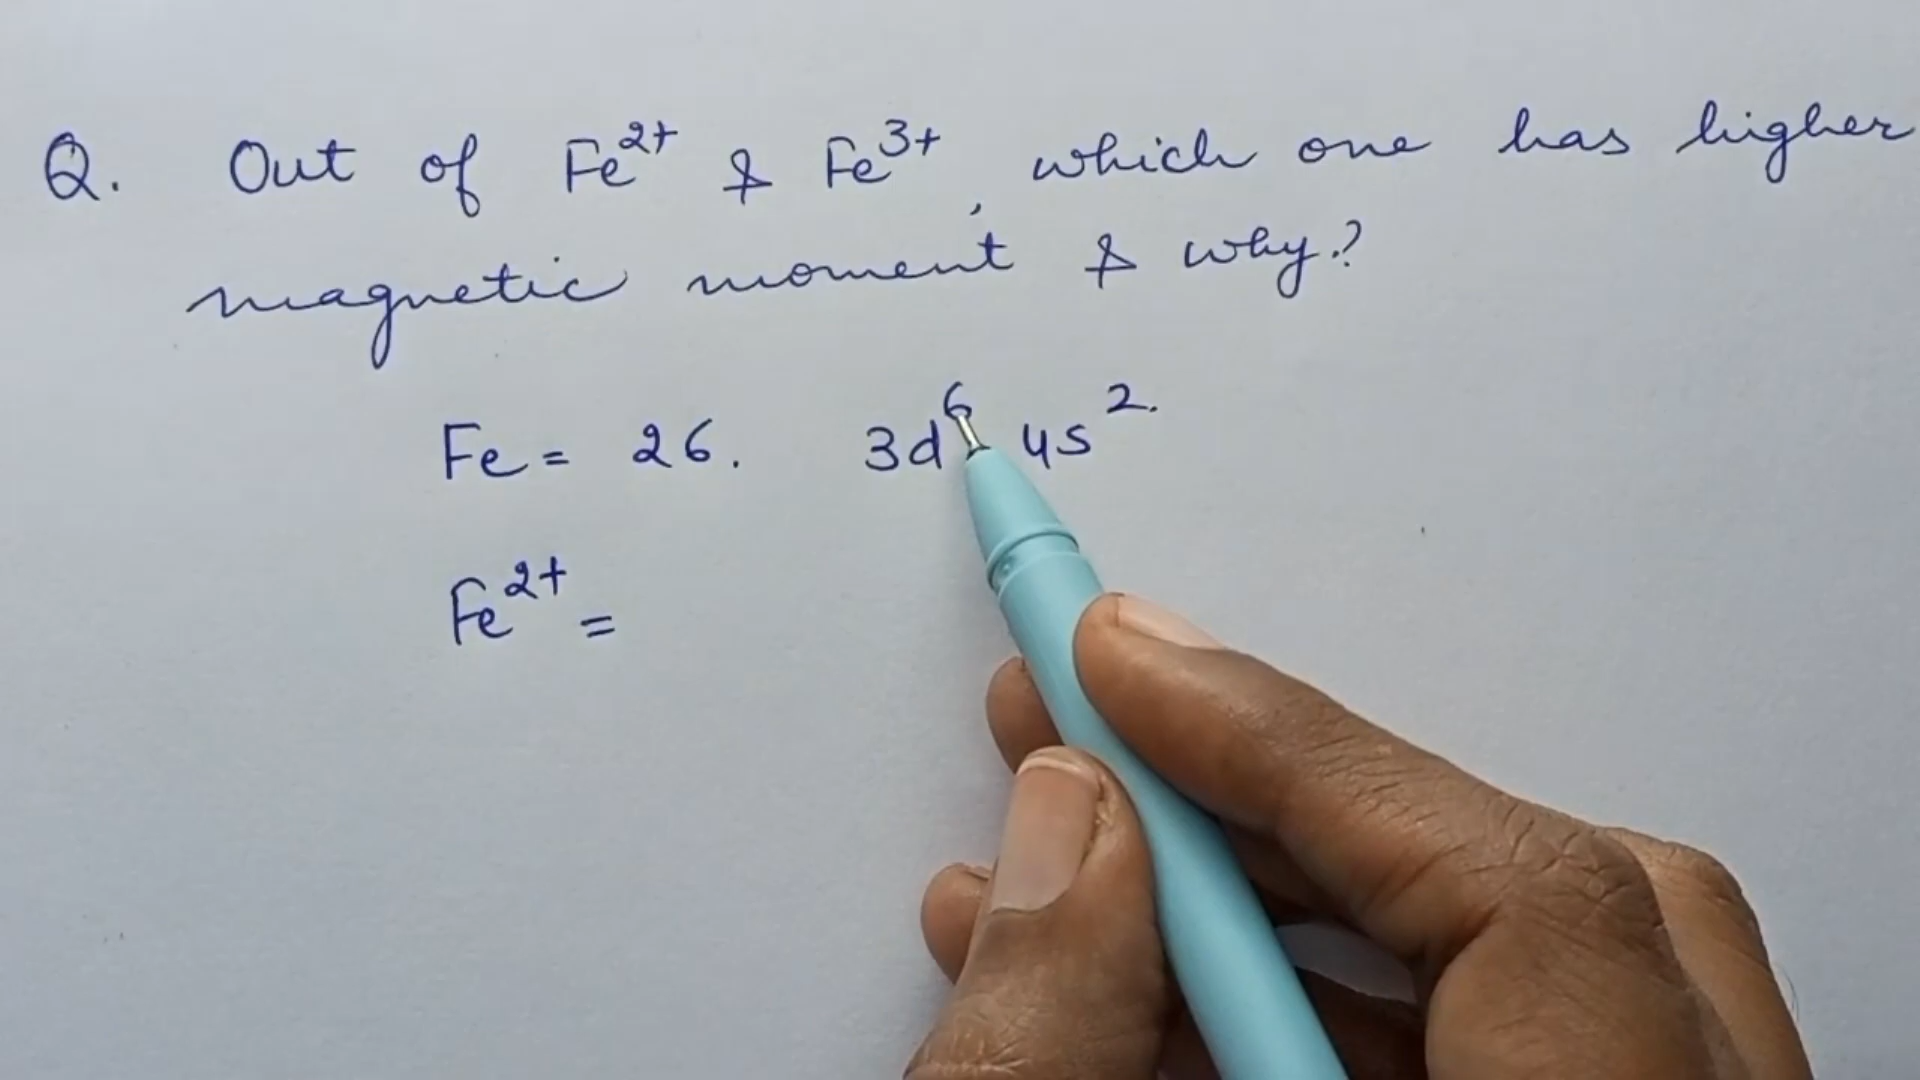 Q. Out of Fe²⁺ & Fe³⁺, which one has higher
magnetic moment & why?
Fe = 26. 3d⁶ 4s².
Fe²⁺ =